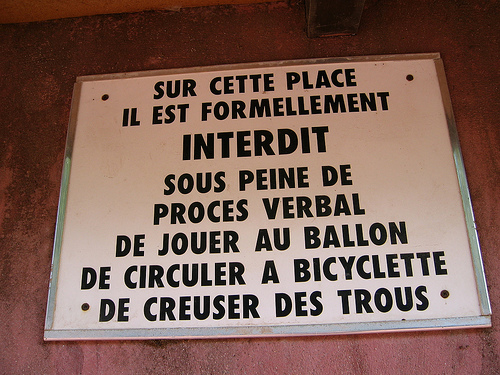 SUR CETTE PLACE
IL EST FORMELLEMENT
INTERDIT
SOUS PEINE DE
PROCES VERBAL
DE JOUER AU BALLON
DE CIRCULER A BICYCLETTE
DE CREUSER DES TROUS